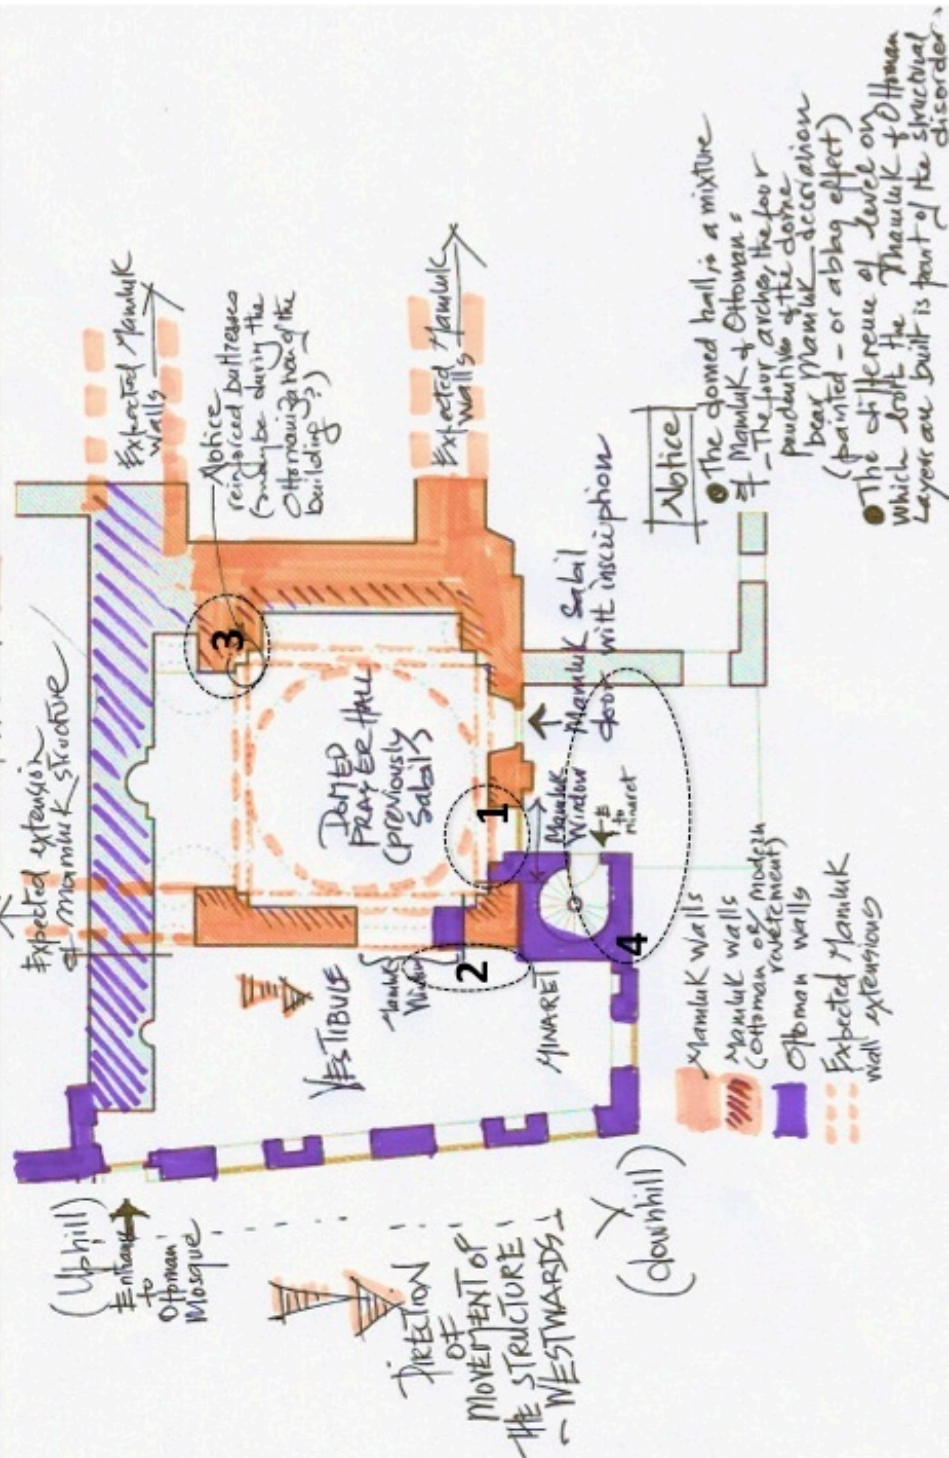 Expected extension
of Mamluk structure
Expected Mamluk
walls
Notice
reinforced buttresses
(maybe during the
Ottomanization of the
building?)
Expected Mamluk
walls
3
DOMED
PRAYER HALL
(previously
Sabil)
1
2
4
VESTIBULE
Mamluk
Window
MINARET
Mamluk
Window
E
to
minaret
Mamluk Sabil
door with inscription
(Uphill)
Entrance
to
Ottoman
Mosque
DIRECTION
OF
MOVEMENT OF
THE STRUCTURE
- WESTWARDS -
(downhill)
Mamluk walls
Mamluk walls
(Ottoman or modern
revetement)
Ottoman walls
Expected Mamluk
wall extensions
Notice
● The domed hall is a mixture
of Mamluk & Ottoman =
- The four arches, the four
pendentives of the dome
bear Mamluk decoration
(painted - or ablaq effect)
● The difference of level on
which both the Mamluk & Ottoman
Layers are built is part of the structural
disorder.